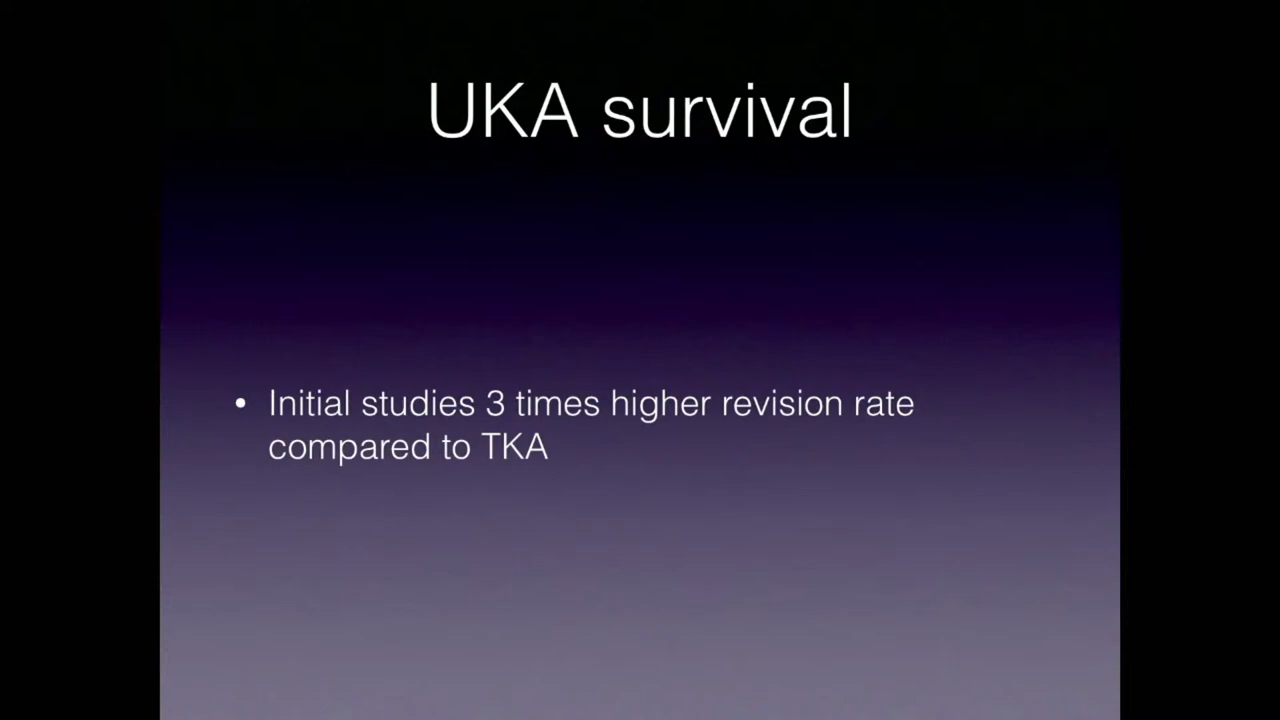 UKA survival
• Initial studies 3 times higher revision rate
compared to TKA